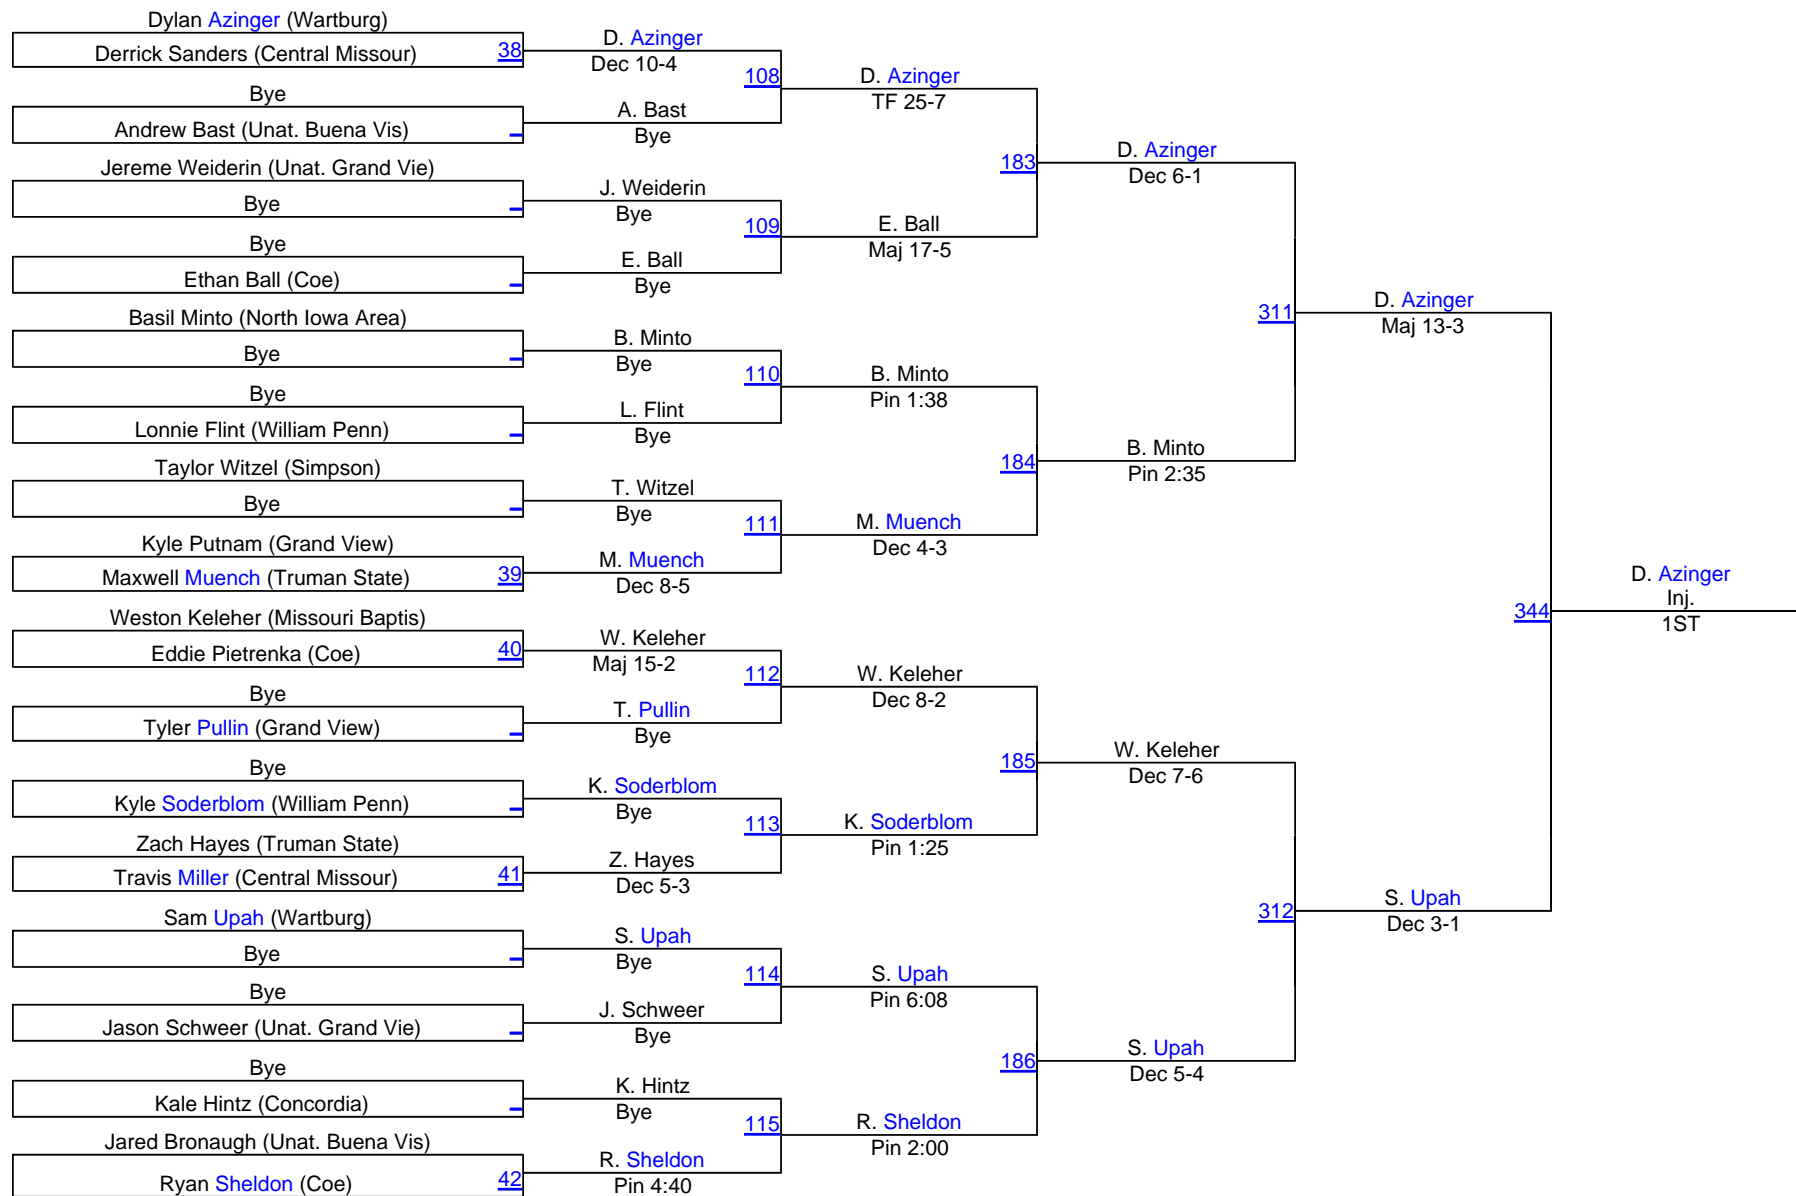 Dylan Azinger (Wartburg)
Derrick Sanders (Central Missour) 38
Bye
Andrew Bast (Unat. Buena Vis)
Jereme Weiderin (Unat. Grand Vie)
Bye
Bye
Ethan Ball (Coe)
Basil Minto (North Iowa Area)
Bye
Bye
Lonnie Flint (William Penn)
Taylor Witzel (Simpson)
Bye
Kyle Putnam (Grand View)
Maxwell Muench (Truman State) 39
Weston Keleher (Missouri Baptis)
Eddie Pietrenka (Coe) 40
Bye
Tyler Pullin (Grand View)
Bye
Kyle Soderblom (William Penn)
Zach Hayes (Truman State)
Travis Miller (Central Missour) 41
Sam Upah (Wartburg)
Bye
Bye
Jason Schweer (Unat. Grand Vie)
Bye
Kale Hintz (Concordia)
Jared Bronaugh (Unat. Buena Vis)
Ryan Sheldon (Coe) 42
D. Azinger
Dec 10-4
108
A. Bast
Bye
J. Weiderin
Bye
109
E. Ball
Bye
B. Minto
Bye
110
L. Flint
Bye
T. Witzel
Bye
111
M. Muench
Dec 8-5
W. Keleher
Maj 15-2
112
T. Pullin
Bye
K. Soderblom
Bye
113
Z. Hayes
Dec 5-3
S. Upah
Bye
114
J. Schweer
Bye
K. Hintz
Bye
115
R. Sheldon
Pin 4:40
D. Azinger
TF 25-7
183
E. Ball
Maj 17-5
B. Minto
Pin 1:38
184
M. Muench
Dec 4-3
W. Keleher
Dec 8-2
185
K. Soderblom
Pin 1:25
S. Upah
Pin 6:08
186
R. Sheldon
Pin 2:00
D. Azinger
Dec 6-1
311
B. Minto
Pin 2:35
W. Keleher
Dec 7-6
312
S. Upah
Dec 5-4
D. Azinger
Maj 13-3
344
S. Upah
Dec 3-1
D. Azinger
Inj.
1ST